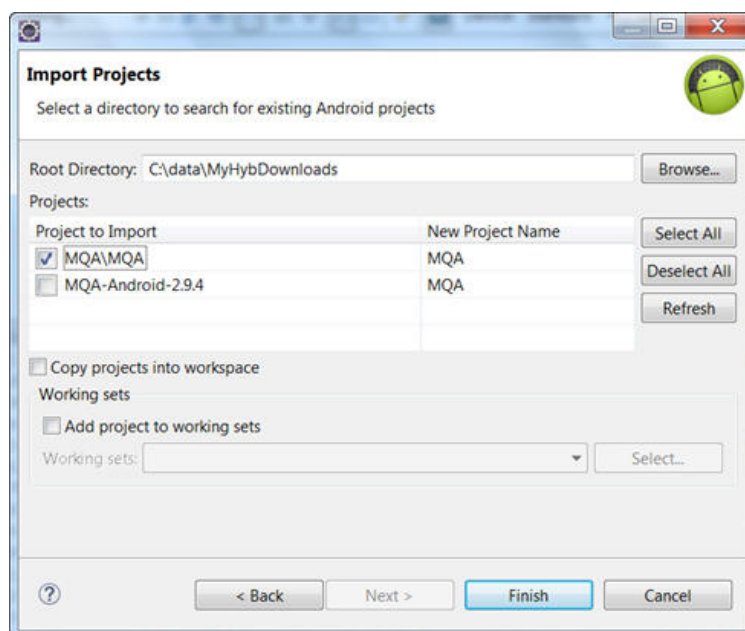 Import Projects
Select a directory to search for existing Android projects
Root Directory: C:\data\MyHybDownloads Browse...
Projects:
Project to Import New Project Name Select All
MQA\MQA MQA
Deselect All
MQA-Android-2.9.4 MQA
Refresh
Copy projects into workspace
Working sets
Add project to working sets
Working sets: Select...
? < Back Next > Finish Cancel